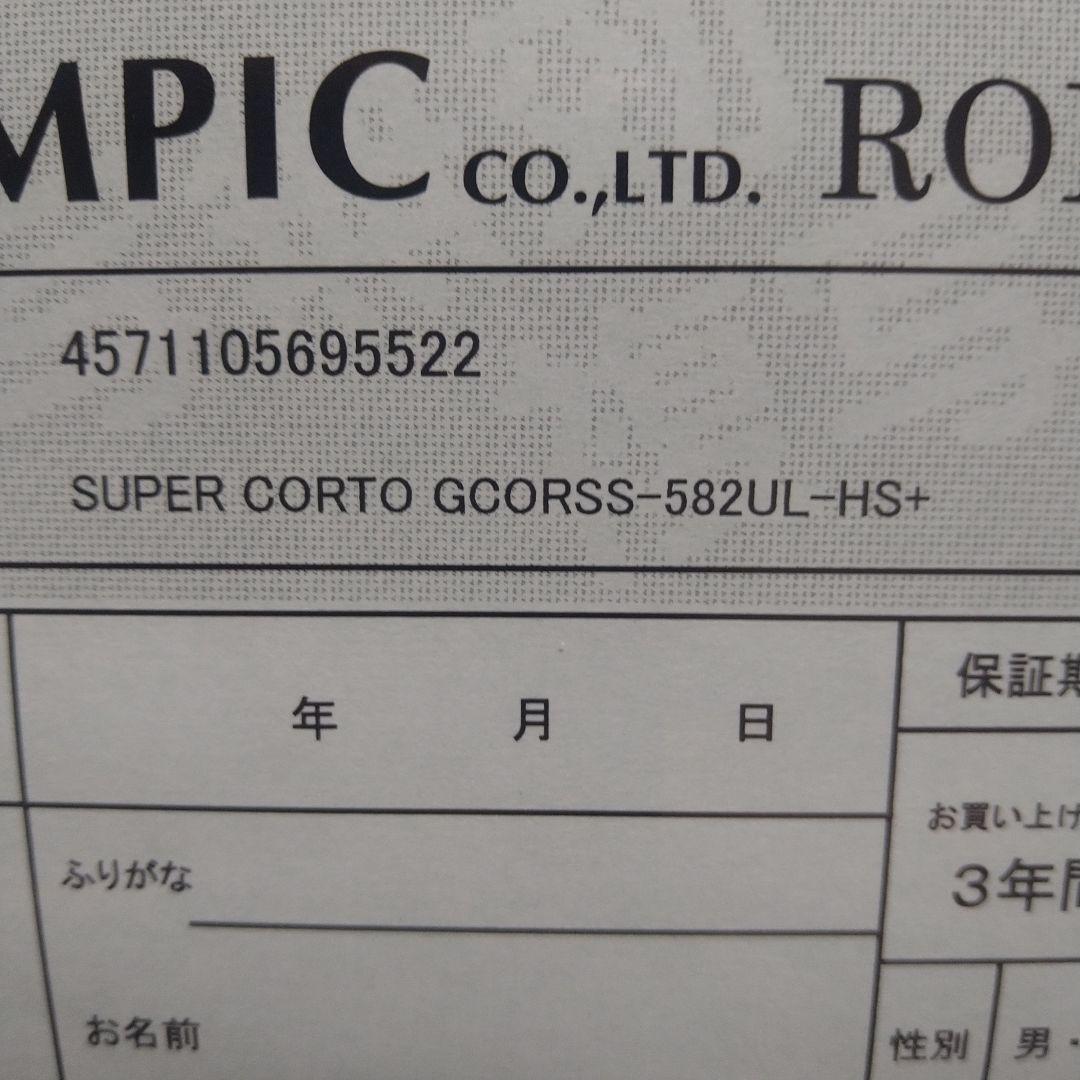 MPIC CO.,LTD. RO
4571105695522
SUPER CORTO GCORSS-582UL-HS+
年 月 日
保証期
お買い上げ
3年間
ふりがな
お名前
性別 男・